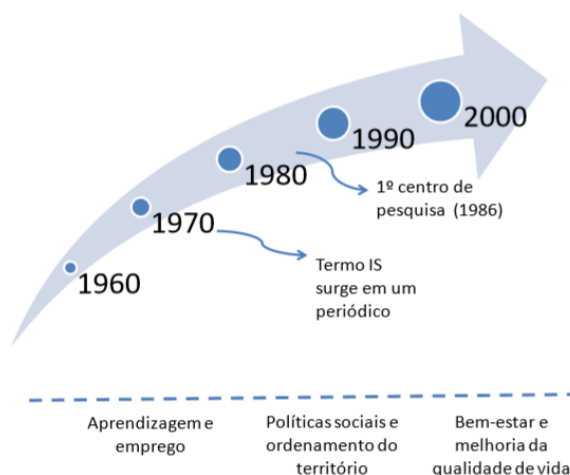 2000
1990
1980
1º centro de
pesquisa (1986)
1970
Termo IS
surge em um
periódico
1960
Aprendizagem e
emprego
Políticas sociais e
ordenamento do
território
Bem-estar e
melhoria da
qualidade de vida